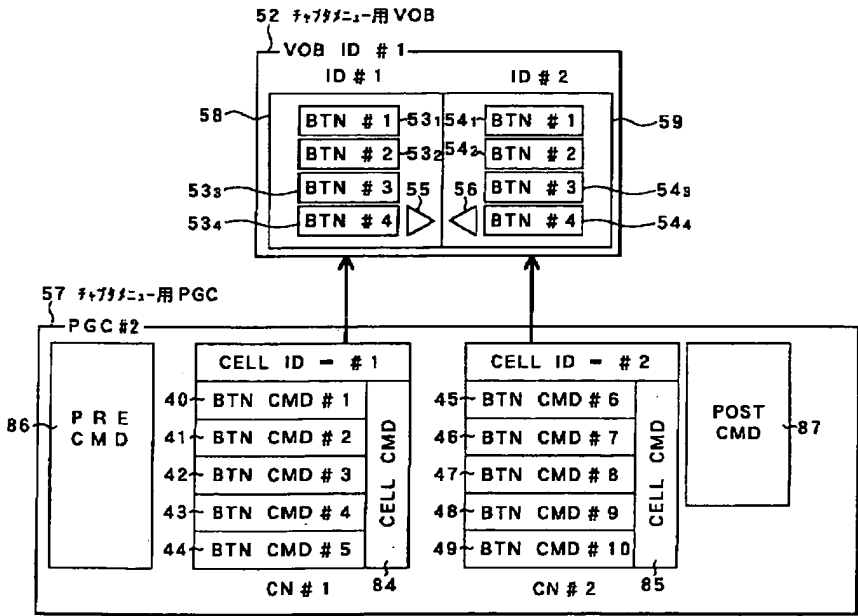 52 チャプタメニュー用 VOB
VOB ID #1
ID #1 ID #2
58 BTN #1 53₁ 54₁ BTN #1 59
BTN #2 53₂ 54₂ BTN #2
53₃ BTN #3 55 56 BTN #3 54₃
53₄ BTN #4 BTN #4 54₄
57 チャプタメニュー用 PGC
PGC #2
CELL ID = #1 CELL ID = #2
40 BTN CMD #1 45 BTN CMD #6
86 PRE POST 87
CMD CMD
41 BTN CMD #2 46 BTN CMD #7
42 BTN CMD #3 CELL CMD 47 BTN CMD #8 CELL CMD
43 BTN CMD #4 48 BTN CMD #9
44 BTN CMD #5 84 49 BTN CMD #10 85
CN #1 CN #2